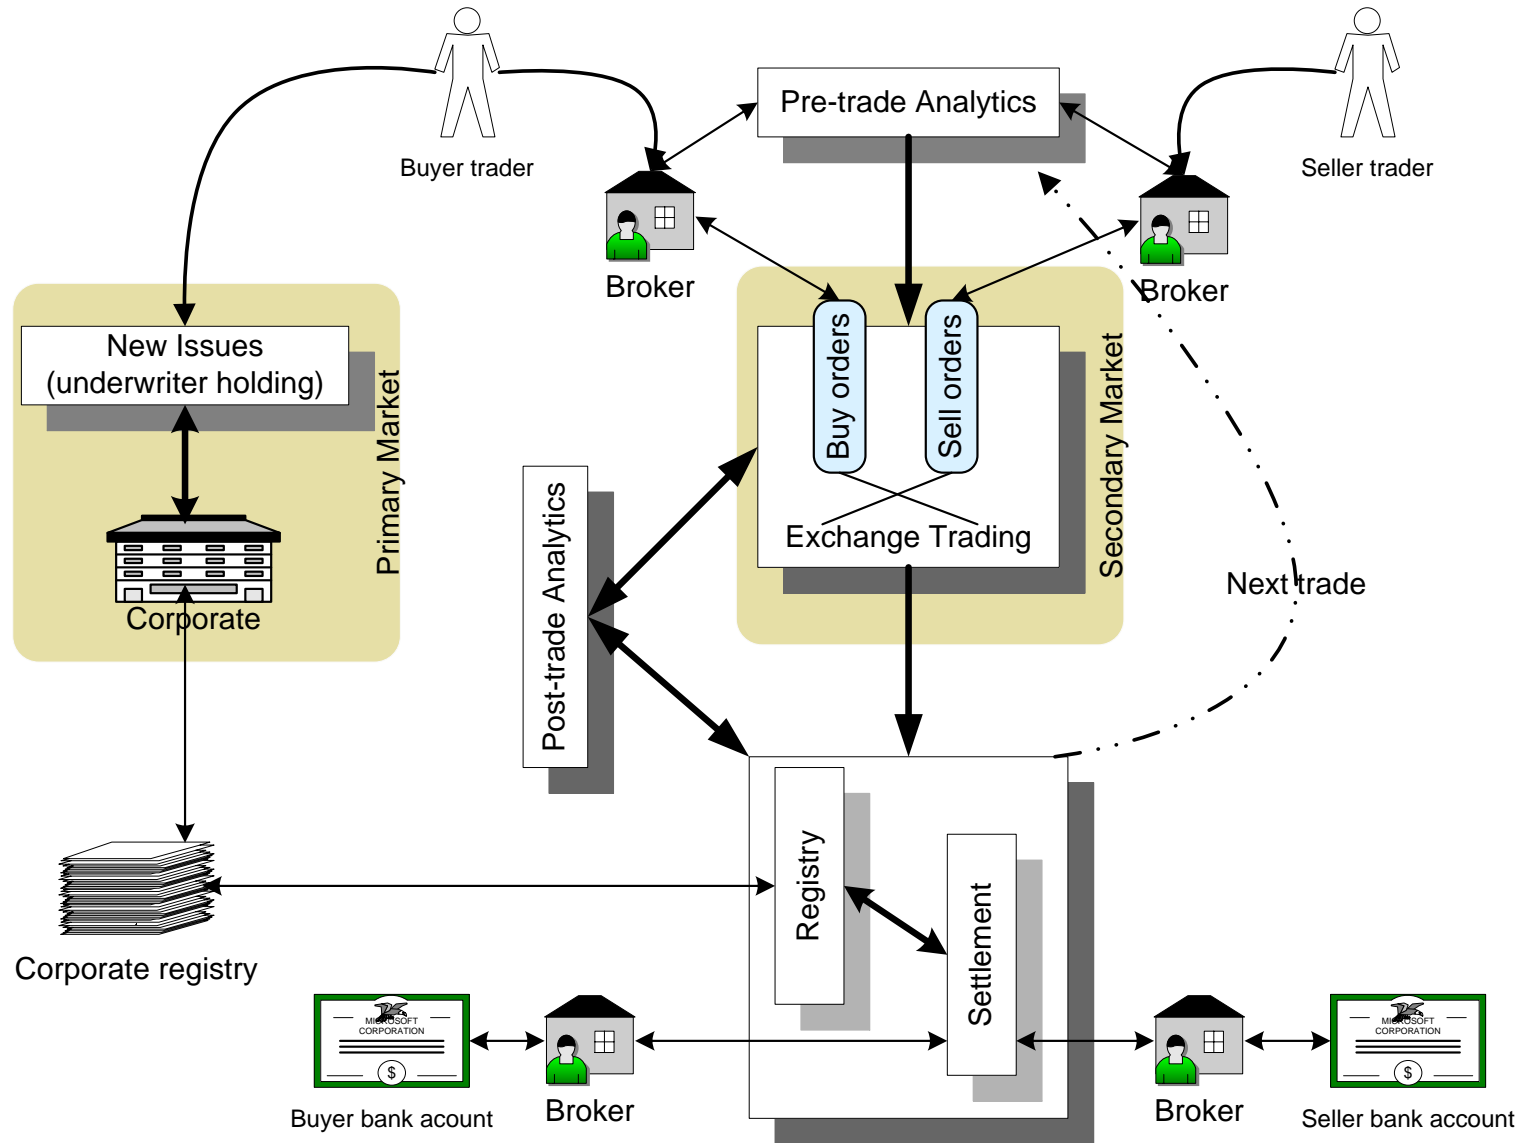 Pre-trade Analytics
Buyer trader
Seller trader
Broker
Broker
New Issues
(underwriter holding)
Primary Market
Corporate
Buy orders
Sell orders
Exchange Trading
Secondary Market
Post-trade Analytics
Next trade
Registry
Settlement
Corporate registry
MICROSOFT
CORPORATION
$
Buyer bank acount
Broker
Broker
MICROSOFT
CORPORATION
$
Seller bank account